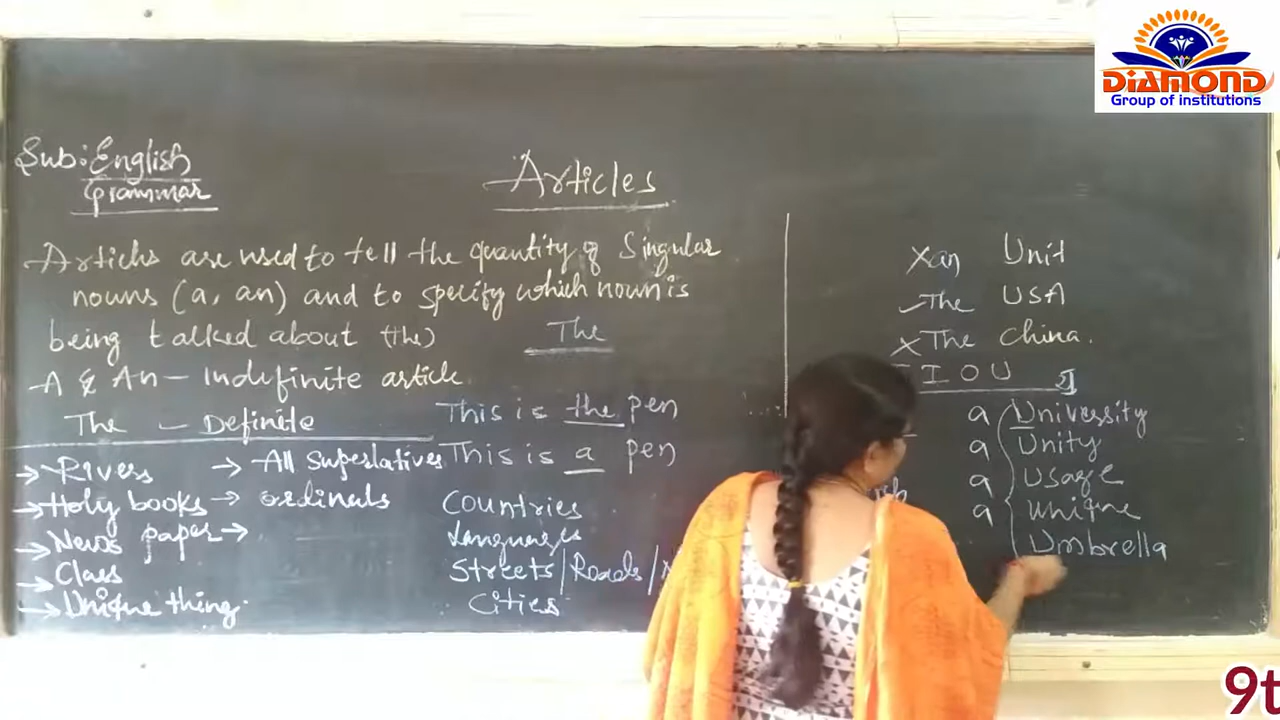 DIAMOND
Group of institutions
Sub: English
Grammar
Articles
Articles are used to tell the quantity of Singular
nouns (a, an) and to specify which noun is
being talked about (the)
The
A & An – Indefinite article
The – Definite
This is the pen
This is a pen
→ Rivers → All Superlatives
→ Holy books → ordinals
→ News paper →
→ Class
→ Unique thing.
Countries
Languages
Streets/Roads/
Cities
X an Unit
✓ The USA
X The China.
I O U
a University
a Unity
a Usage
a Unique
Umbrella
9t